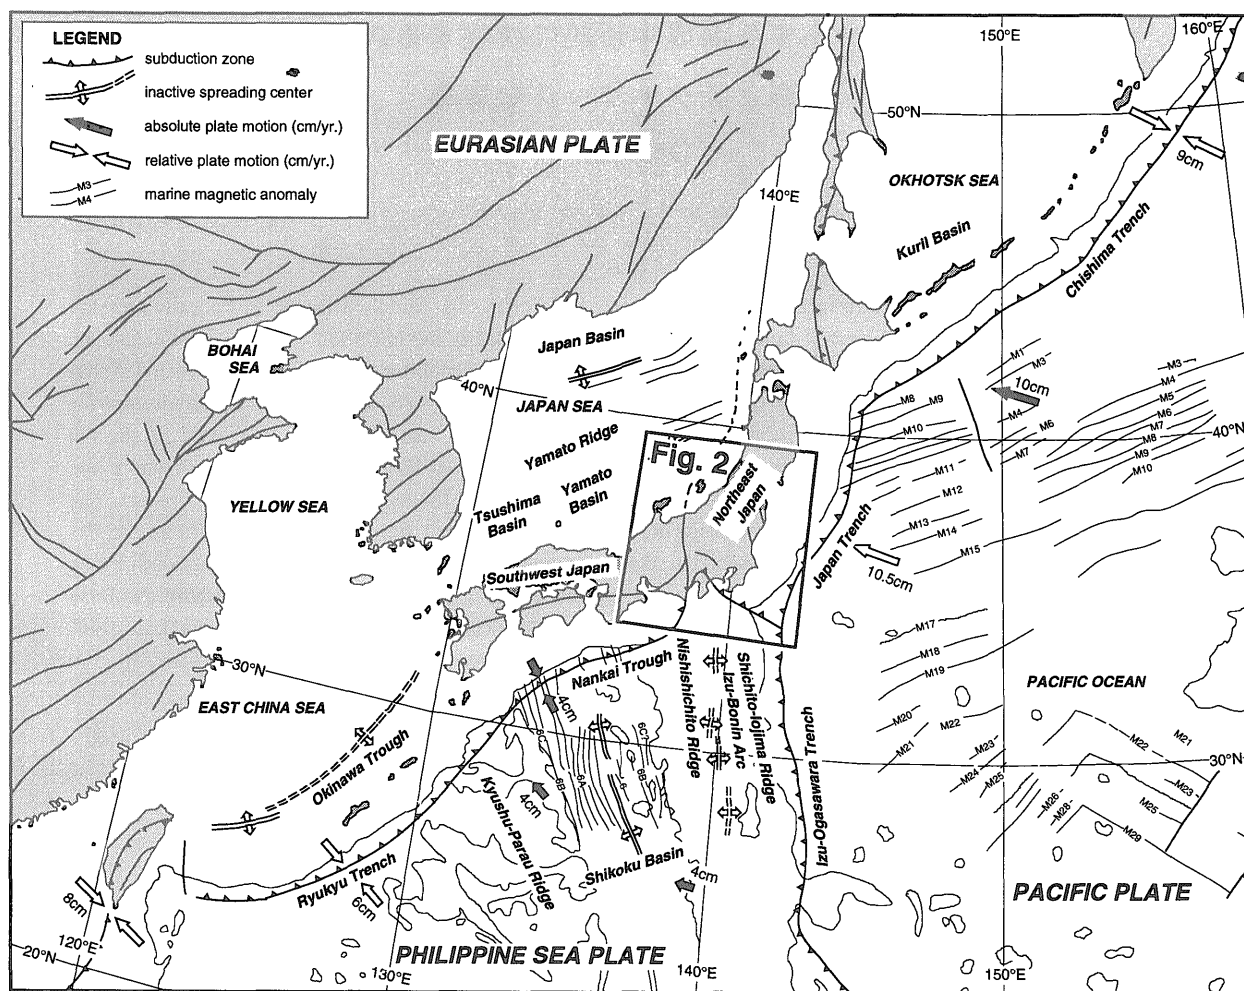 LEGEND
subduction zone
inactive spreading center
absolute plate motion (cm/yr.)
relative plate motion (cm/yr.)
M3
M4
marine magnetic anomaly
150°E
160°E
50°N
EURASIAN PLATE
140°E
OKHOTSK SEA
9cm
Kuril Basin
Chishima Trench
BOHAI
SEA
Japan Basin
40°N
JAPAN SEA
M1
M3
10cm
M3
M4
M5
M6
M7
M8
M9
M10
M4
M6
M7
M8
M9
M10
40°N
Yamato Ridge
Fig. 2
Northeast
Japan
M11
M12
M13
M14
M15
YELLOW SEA
Tsushima
Basin
Yamato
Basin
Japan Trench
10.5cm
Southwest Japan
M17
M18
M19
M20
M21
M22
M23
M24
M25
M26
M28
M29
M22
M21
M23
M25
30°N
Nankai Trough
4cm
Nishishichito Ridge
Izu-Bonin Arc
Shichito-Iojima Ridge
Izu-Ogasawara Trench
PACIFIC OCEAN
30°N
EAST CHINA SEA
Okinawa Trough
6C
6B
6A
6
6B
6C
4cm
Kyushu-Parau Ridge
Shikoku Basin
4cm
Ryukyu Trench
6cm
8cm
PACIFIC PLATE
PHILIPPINE SEA PLATE
120°E
20°N
130°E
140°E
150°E